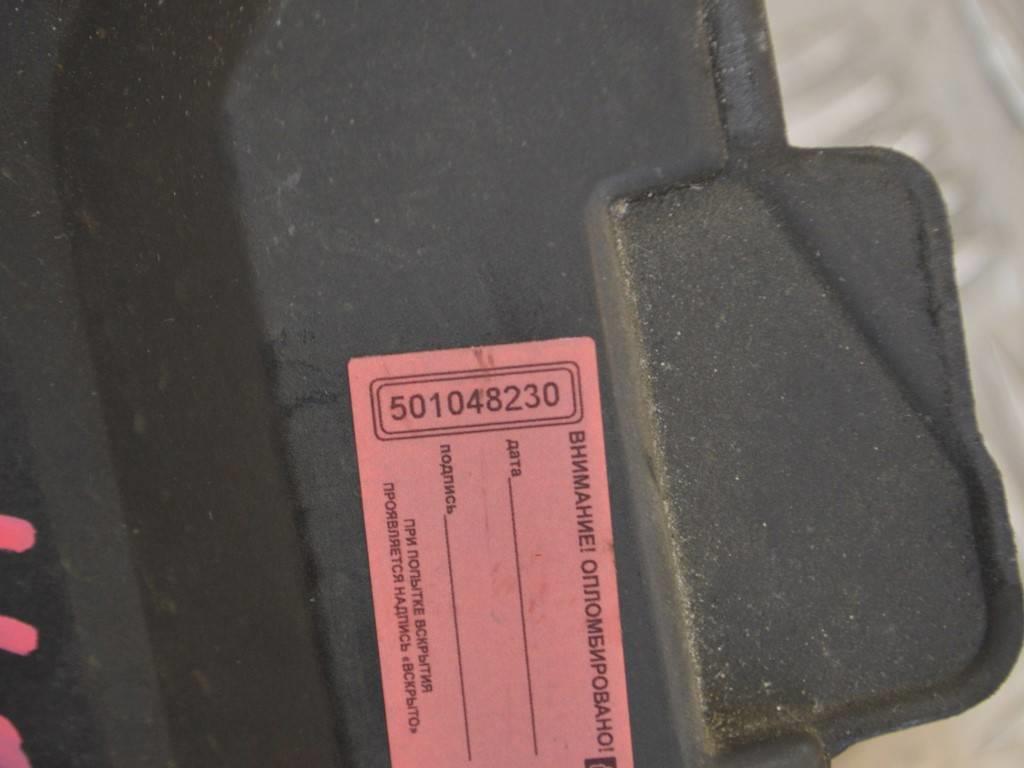 501048230
ВНИМАНИЕ! ОПЛОМБИРОВАНО!
дата
подпись
ПРИ ПОПЫТКЕ ВСКРЫТИЯ
ПРОЯВЛЯЕТСЯ НАДПИСЬ «ВСКРЫТО»